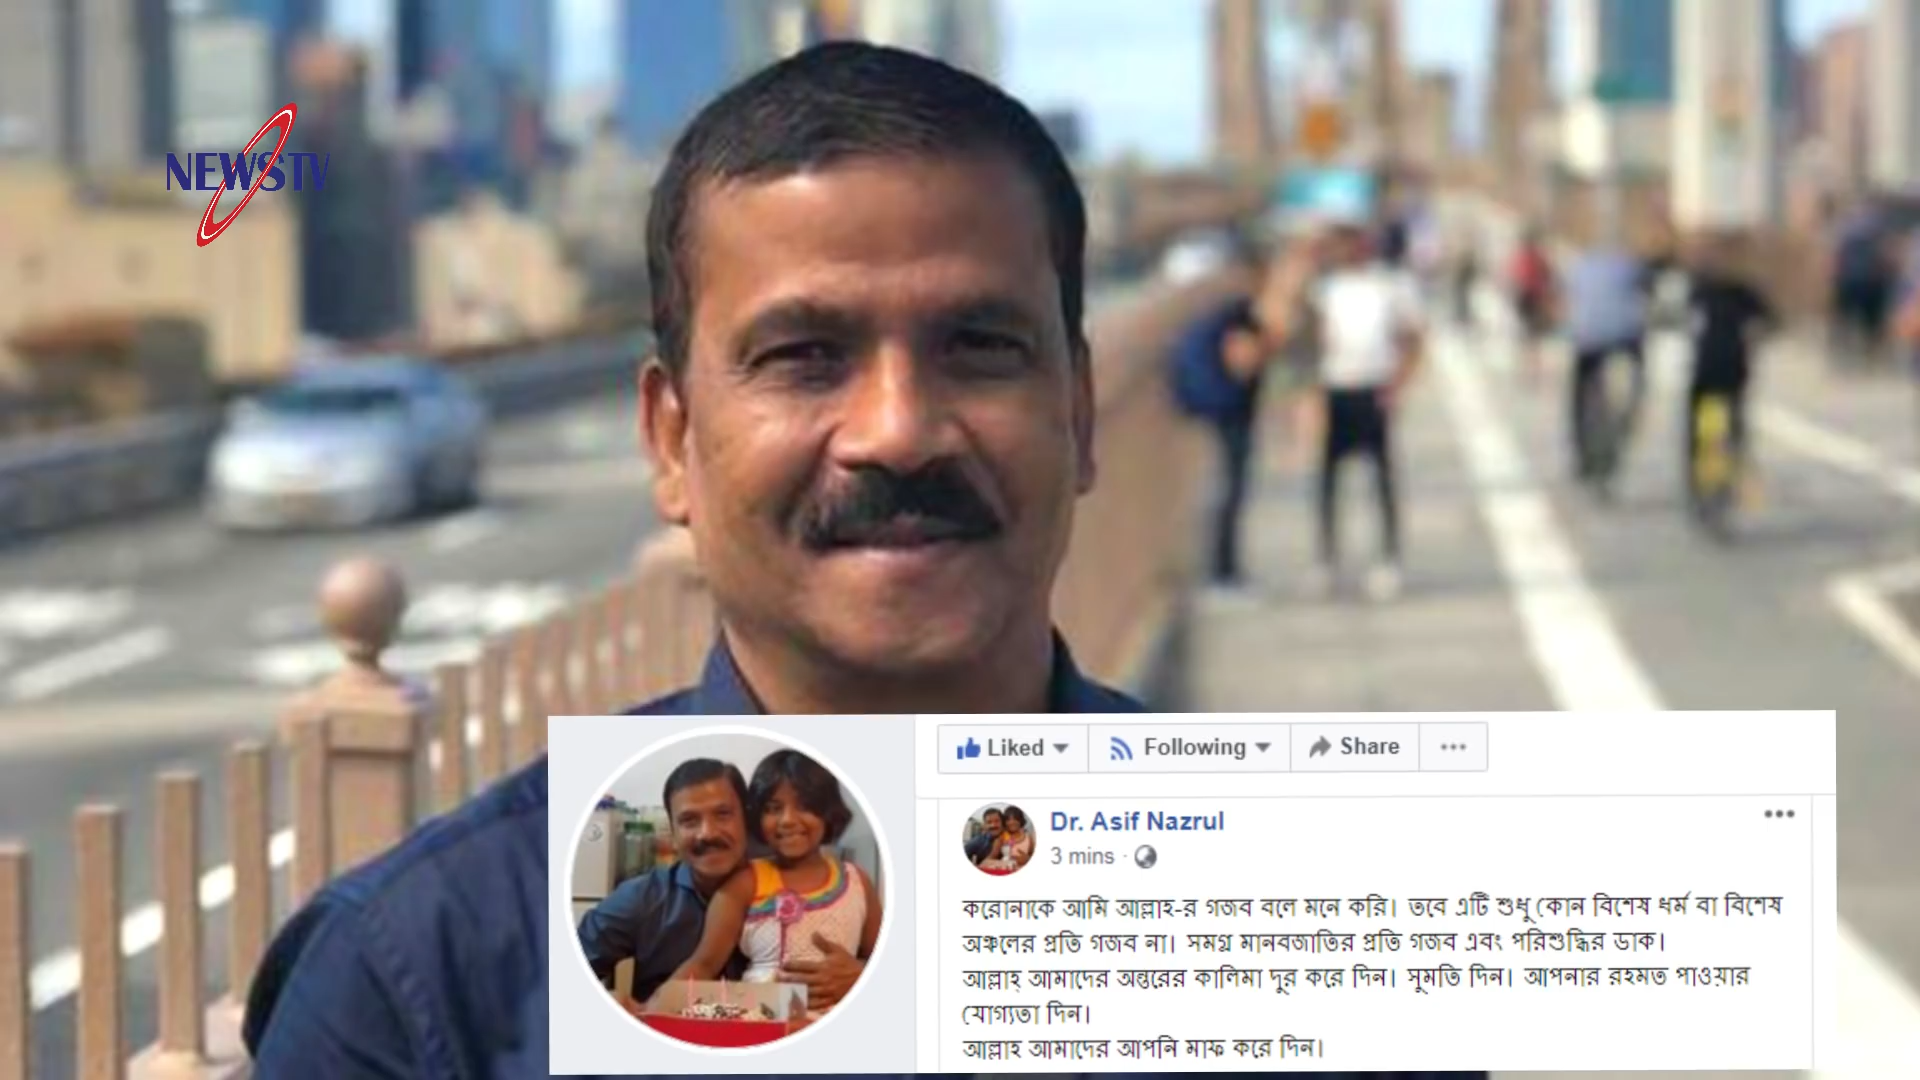 NEWSTV
Liked
Following
Share
Dr. Asif Nazrul
3 mins ·
করোনাকে আমি আল্লাহ-র গজব বলে মনে করি। তবে এটি শুধু কোন বিশেষ ধর্ম বা বিশেষ
অঞ্চলের প্রতি গজব না। সমগ্র মানবজাতির প্রতি গজব এবং পরিশুদ্ধির ডাক।
আল্লাহ্ আমাদের অন্তরের কালিমা দুর করে দিন। সুমতি দিন। আপনার রহমত পাওয়ার
যোগ্যতা দিন।
আল্লাহ আমাদের আপনি মাফ করে দিন।